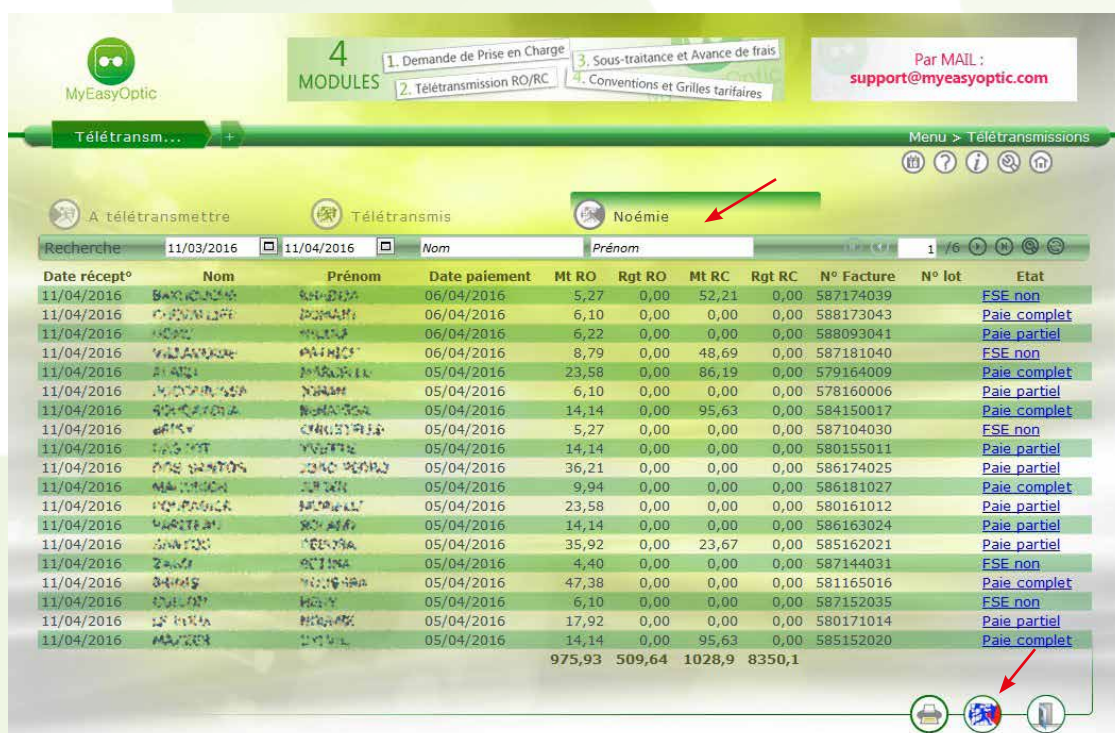 MyEasyOptic
4 MODULES
1. Demande de Prise en Charge
2. Télétransmission RO/RC
3. Sous-traitance et Avance de frais
4. Conventions et Grilles tarifaires
Par MAIL :
support@myeasyoptic.com
Télétransm... +
Menu > Télétransmissions
A télétransmettre Télétransmis Noémie
Recherche 11/03/2016 11/04/2016 Nom Prénom 1 /6
Date récept° Nom Prénom Date paiement Mt RO Rgt RO Mt RC Rgt RC N° Facture N° lot Etat
11/04/2016 06/04/2016 5,27 0,00 52,21 0,00 587174039 FSE non
11/04/2016 06/04/2016 6,10 0,00 0,00 0,00 588173043 Paie complet
11/04/2016 06/04/2016 6,22 0,00 0,00 0,00 588093041 Paie partiel
11/04/2016 06/04/2016 8,79 0,00 48,69 0,00 587181040 FSE non
11/04/2016 05/04/2016 23,58 0,00 86,19 0,00 579164009 Paie complet
11/04/2016 05/04/2016 6,10 0,00 0,00 0,00 578160006 Paie partiel
11/04/2016 05/04/2016 14,14 0,00 95,63 0,00 584150017 Paie complet
11/04/2016 05/04/2016 5,27 0,00 0,00 0,00 587104030 FSE non
11/04/2016 05/04/2016 14,14 0,00 0,00 0,00 580155011 Paie partiel
11/04/2016 05/04/2016 36,21 0,00 0,00 0,00 586174025 Paie partiel
11/04/2016 05/04/2016 9,94 0,00 0,00 0,00 586181027 Paie complet
11/04/2016 05/04/2016 23,58 0,00 0,00 0,00 580161012 Paie partiel
11/04/2016 05/04/2016 14,14 0,00 0,00 0,00 586163024 Paie partiel
11/04/2016 05/04/2016 35,92 0,00 23,67 0,00 585162021 Paie partiel
11/04/2016 05/04/2016 4,40 0,00 0,00 0,00 587144031 FSE non
11/04/2016 05/04/2016 47,38 0,00 0,00 0,00 581165016 Paie complet
11/04/2016 05/04/2016 6,10 0,00 0,00 0,00 587152035 FSE non
11/04/2016 05/04/2016 17,92 0,00 0,00 0,00 580171014 Paie partiel
11/04/2016 05/04/2016 14,14 0,00 95,63 0,00 585152020 Paie complet
975,93 509,64 1028,9 8350,1